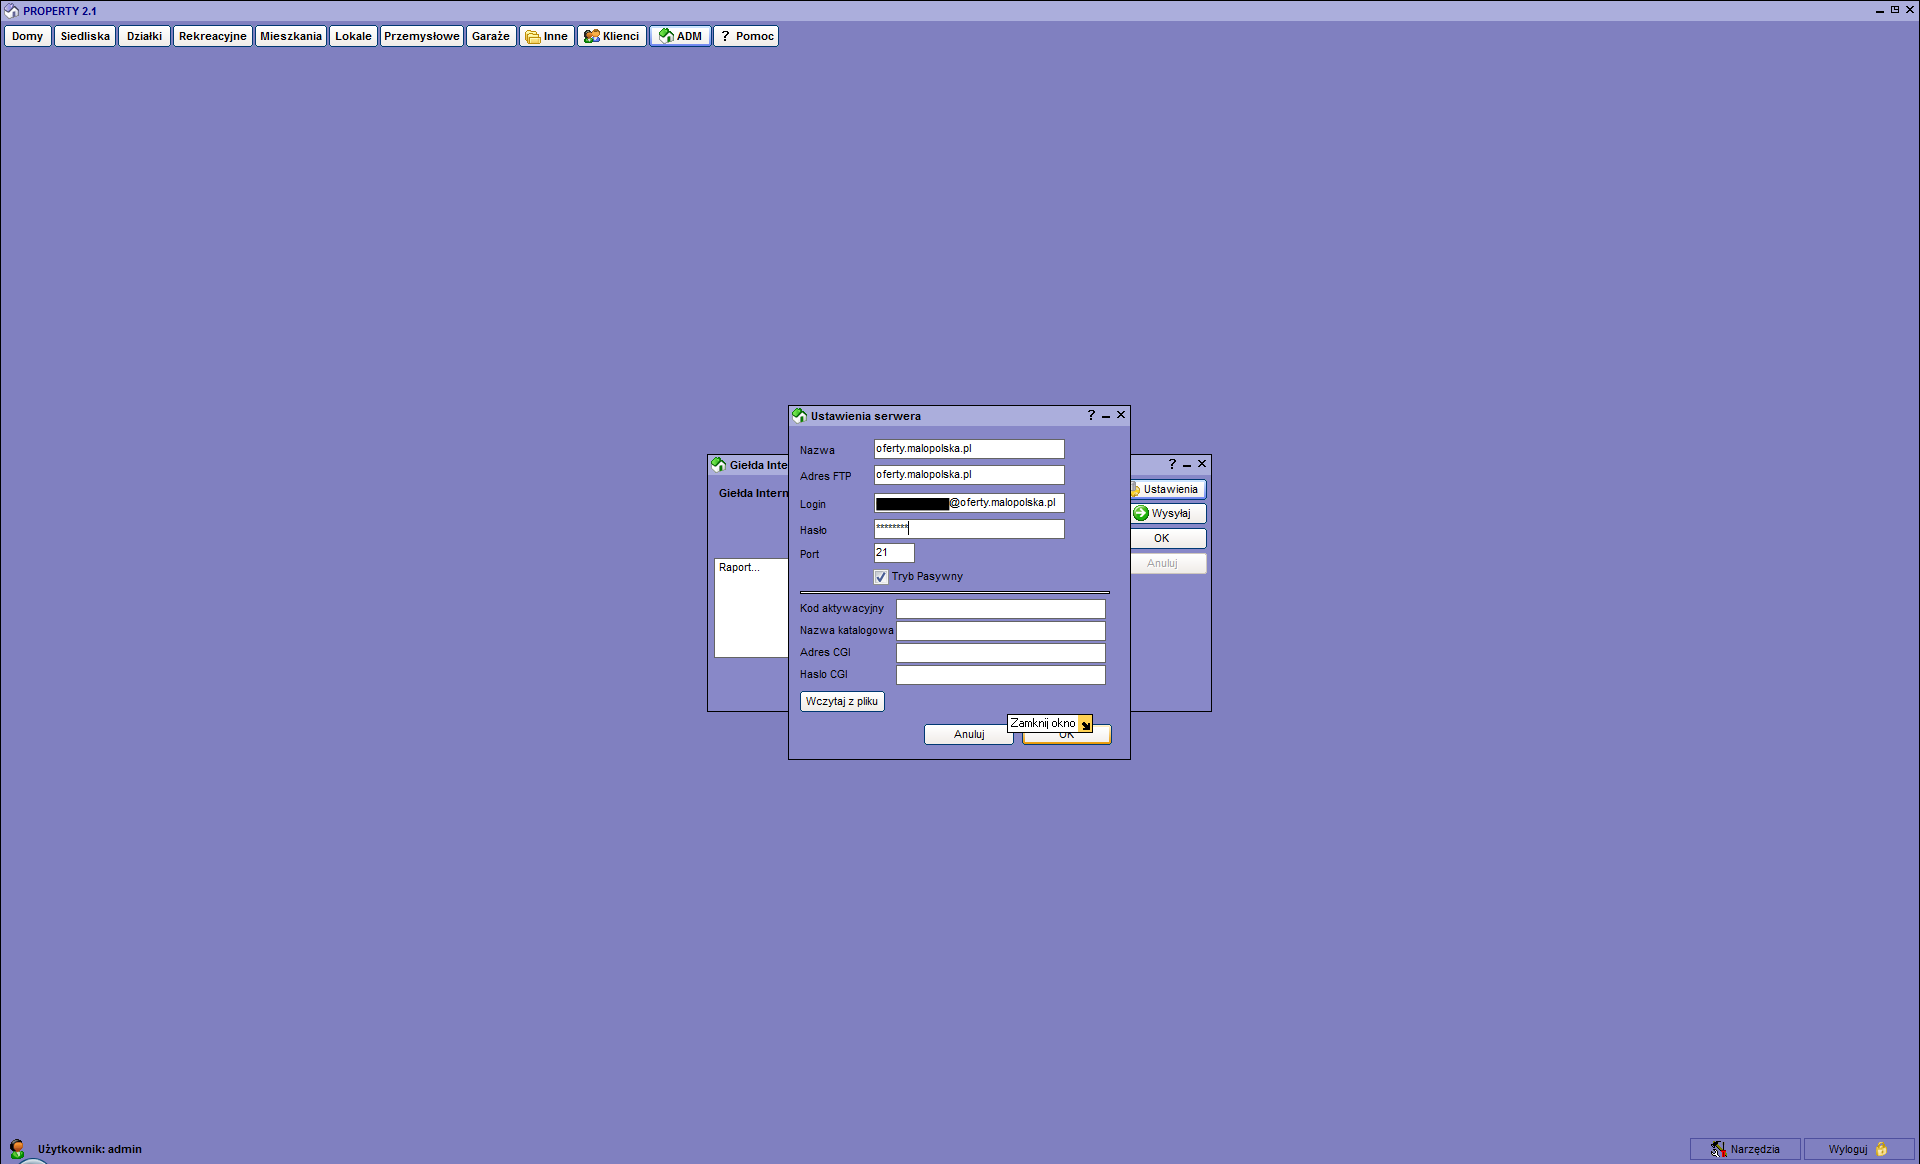 PROPERTY 2.1
Domy Siedliska Działki Rekreacyjne Mieszkania Lokale Przemysłowe Garaże Inne Klienci ADM ? Pomoc
Ustawienia serwera
Nazwa oferty.malopolska.pl
Adres FTP oferty.malopolska.pl
Login @oferty.malopolska.pl
Hasło ********
Port 21
Tryb Pasywny
Kod aktywacyjny
Nazwa katalogowa
Adres CGI
Haslo CGI
Wczytaj z pliku
Zamknij okno
Anuluj OK
Giełda Inte
Giełda Intern
Raport...
Ustawienia
Wysyłaj
OK
Anuluj
Użytkownik: admin
Narzędzia Wyloguj